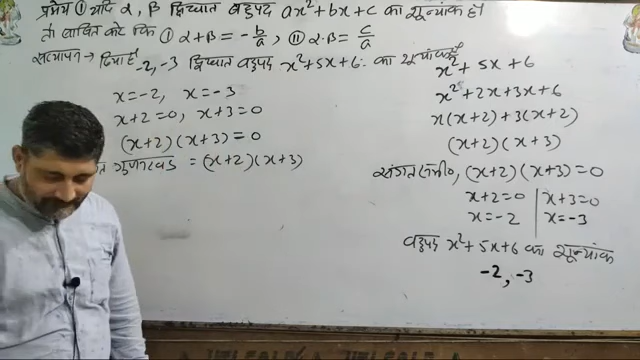 प्रमेय ① यदि α, β द्विघात बहुपद ax²+bx+c का शून्यांक हो
तो साबित करें कि ① α+β = -b/a, ⑪ α.β = c/a
सत्यापन → दिया है -2, -3 द्विघात बहुपद x²+5x+6 का शून्यांक है
x=-2, x=-3
x+2=0, x+3=0
(x+2)(x+3)=0
गुणनखंड = (x+2)(x+3)
x²+5x+6
x²+2x+3x+6
x(x+2)+3(x+2)
(x+2)(x+3)
संगत समी०, (x+2)(x+3)=0
x+2=0 | x+3=0
x=-2 | x=-3
बहुपद x²+5x+6 का शून्यांक
-2, -3